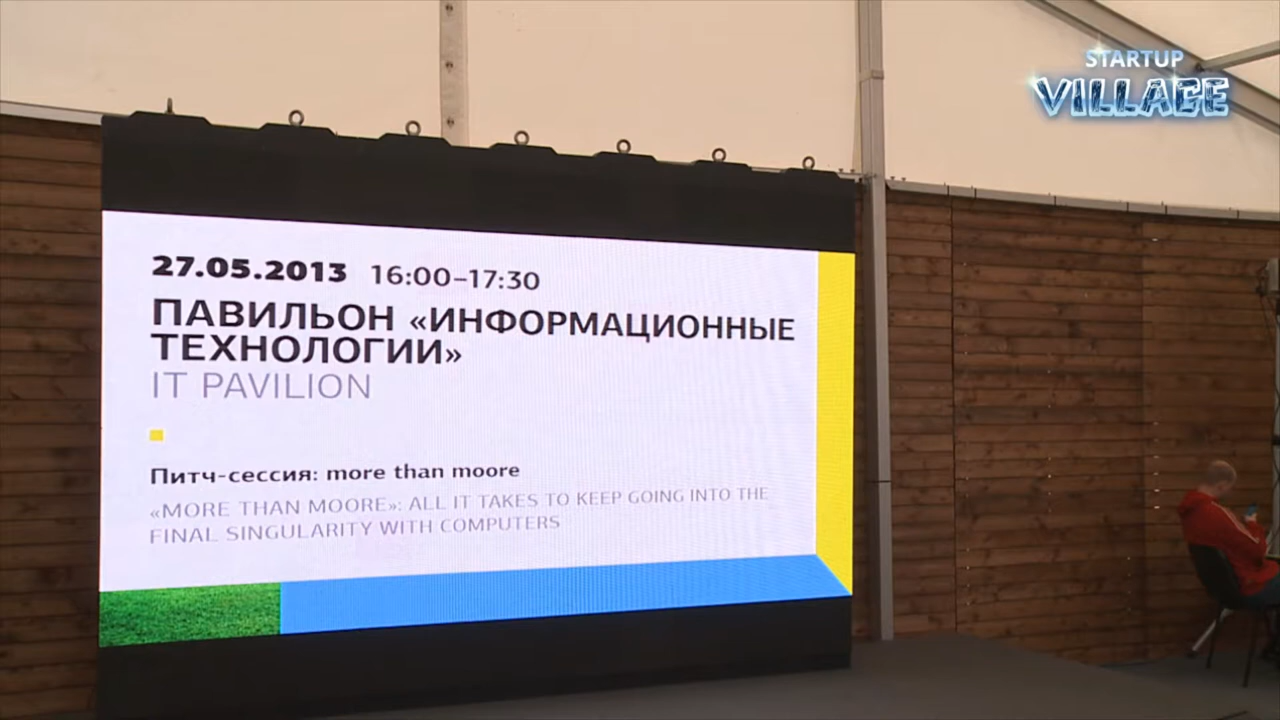 STARTUP
VILLAGE
27.05.2013 16:00–17:30
ПАВИЛЬОН «ИНФОРМАЦИОННЫЕ
ТЕХНОЛОГИИ»
IT PAVILION
Питч-сессия: more than moore
«MORE THAN MOORE»: ALL IT TAKES TO KEEP GOING INTO THE
FINAL SINGULARITY WITH COMPUTERS